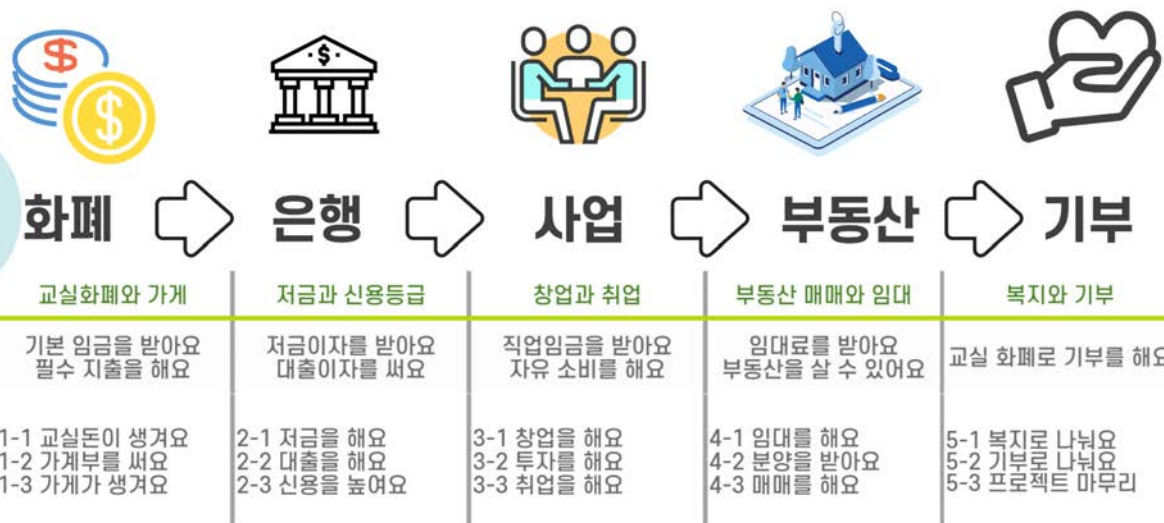 화폐
은행
사업
부동산
기부
교실화폐와 가게
저금과 신용등급
창업과 취업
부동산 매매와 임대
복지와 기부
기본 임금을 받아요
필수 지출을 해요
저금이자를 받아요
대출이자를 써요
직업임금을 받아요
자유 소비를 해요
임대료를 받아요
부동산을 살 수 있어요
교실 화폐로 기부를 해요
1-1 교실돈이 생겨요
1-2 가계부를 써요
1-3 가게가 생겨요
2-1 저금을 해요
2-2 대출을 해요
2-3 신용을 높여요
3-1 창업을 해요
3-2 투자를 해요
3-3 취업을 해요
4-1 임대를 해요
4-2 분양을 받아요
4-3 매매를 해요
5-1 복지로 나눠요
5-2 기부로 나눠요
5-3 프로젝트 마무리